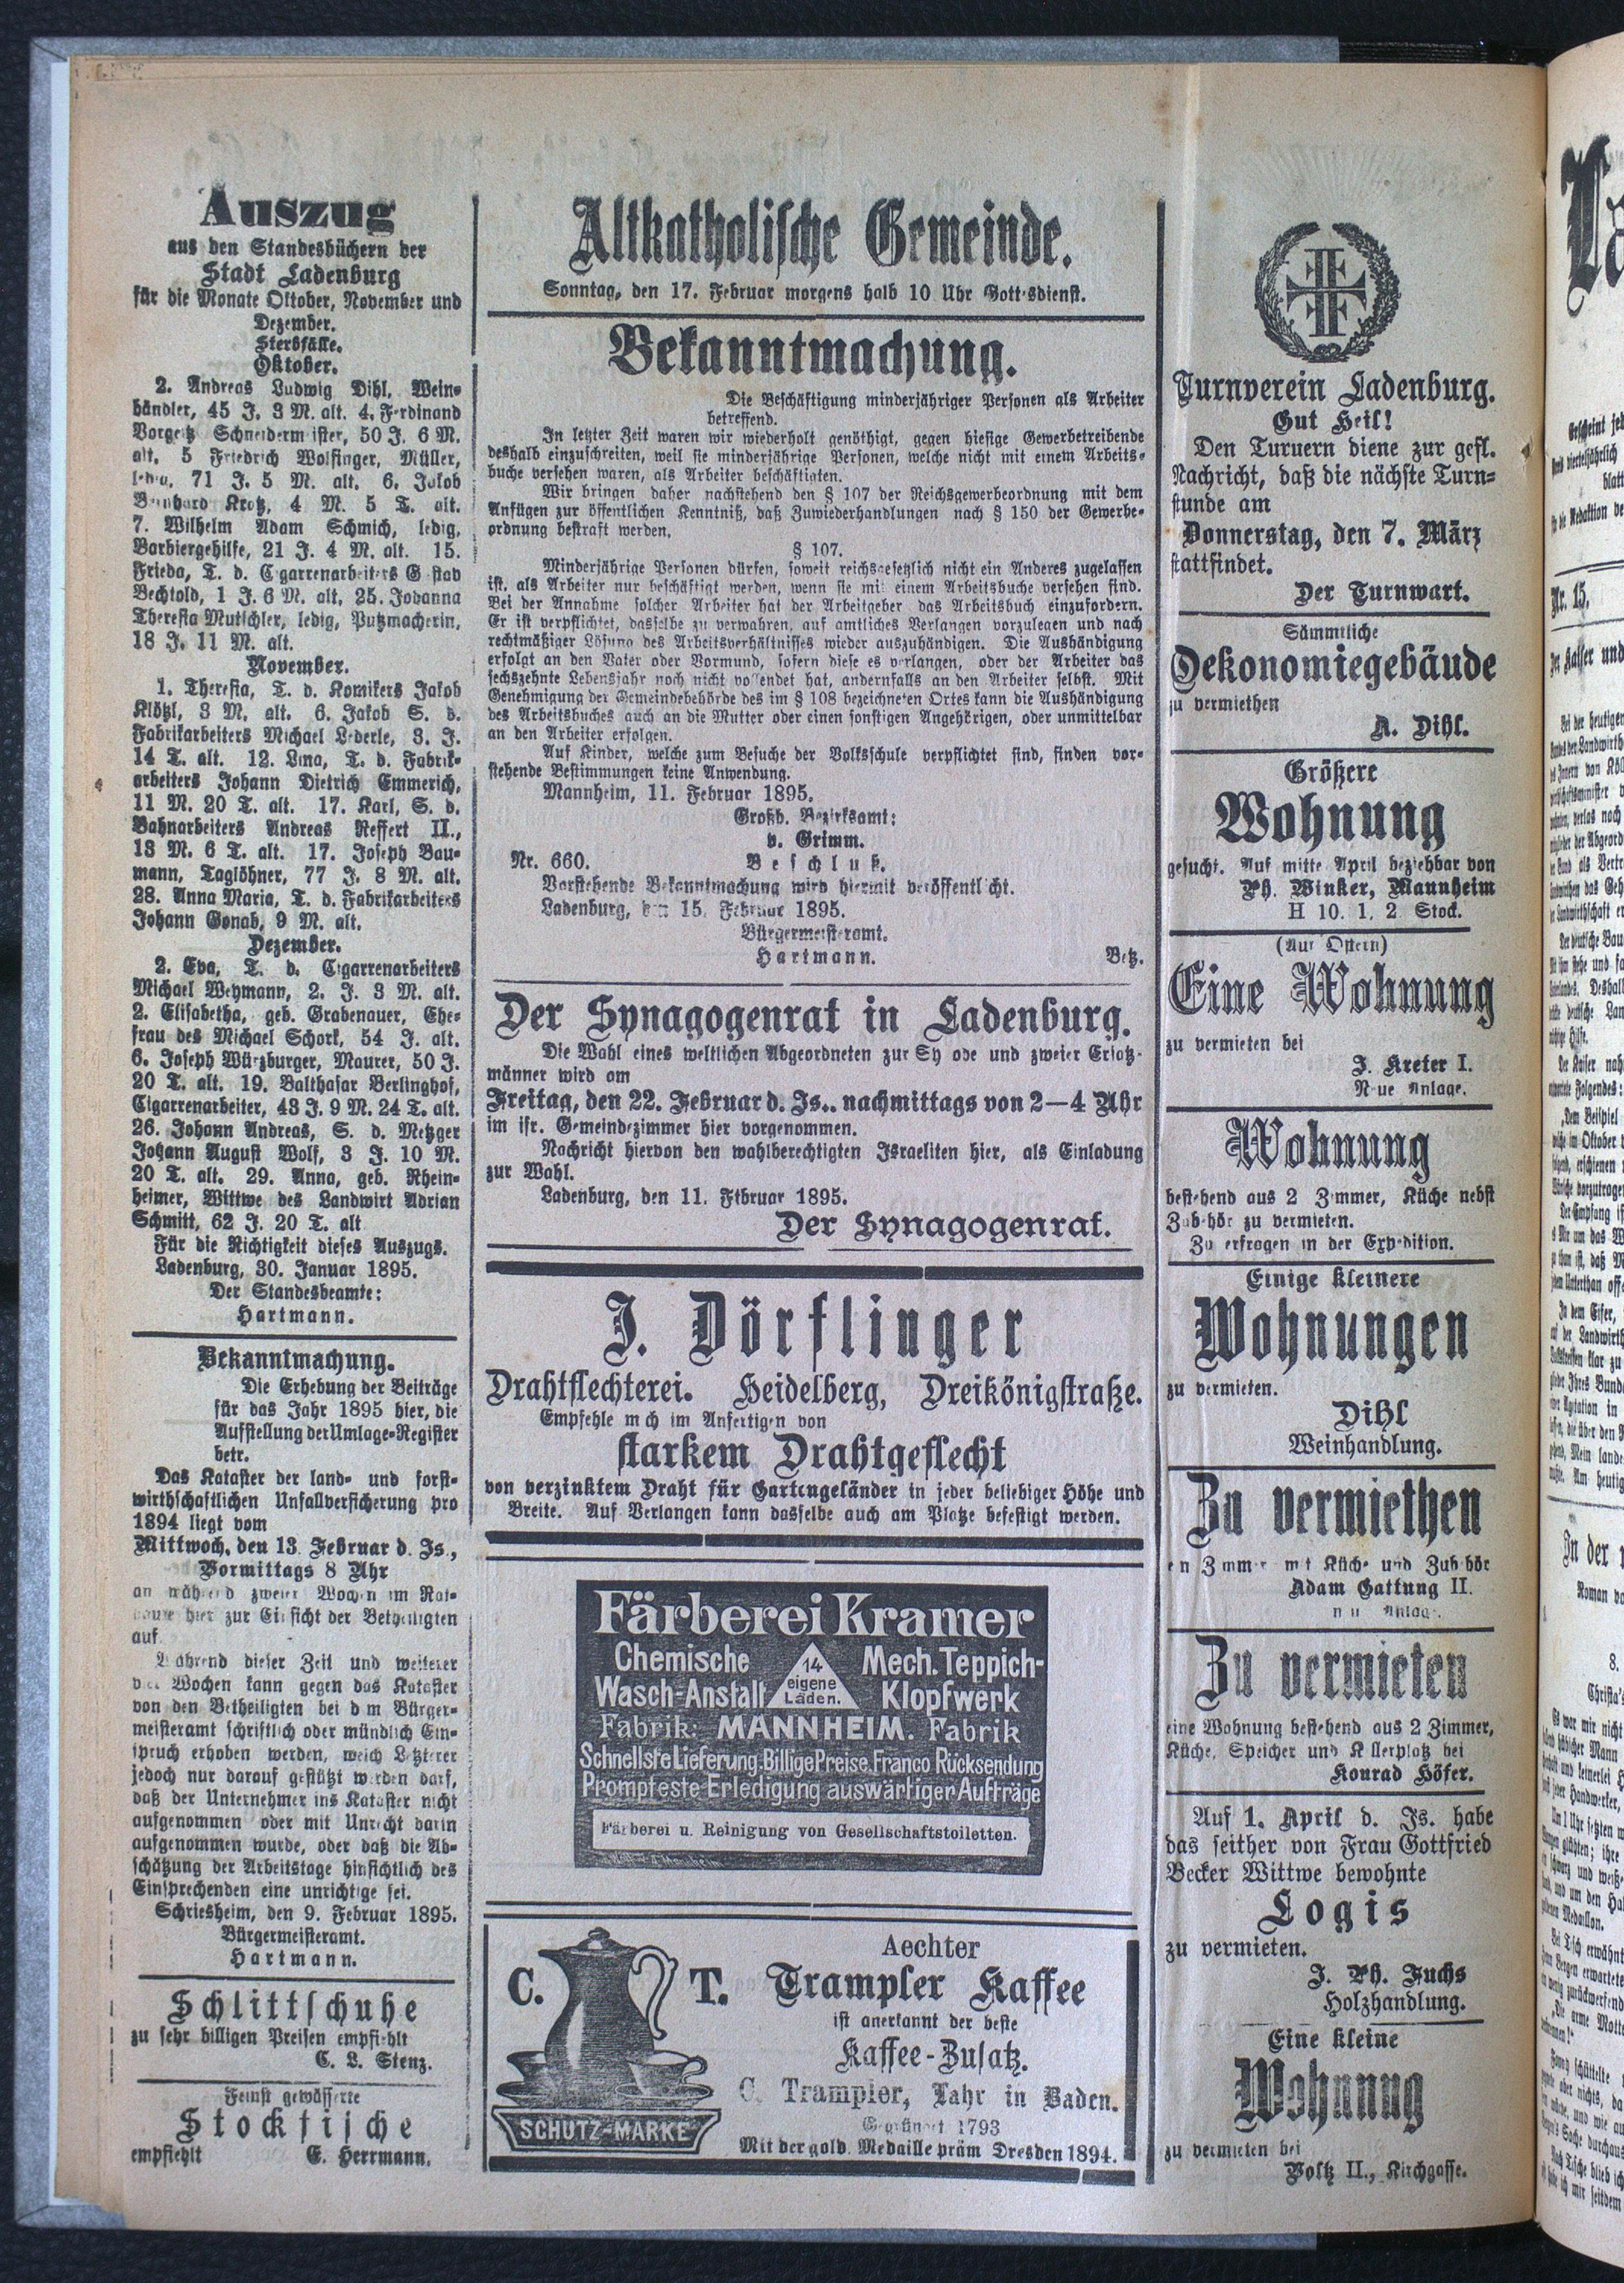 Auszug
aus den Standesbüchern der
Stadt Ladenburg
für die Monate Oktober, November und
Dezember.
Sterbfälle.
Oktober.
2. Andreas Ludwig Dihl, Wein-
händler, 45 J. 3 M. alt. 4. Ferdinand
50 J. 6 M.
alt. 5 Friedrich Wolfinger, Müller,
71 J. 5 M. alt. 6. Jakob
Krotz, 4 M. 5 T. alt.
7. Wilhelm Adam Schmich, ledig,
Barbiergehilfe, 21 J. 4 M. alt. 15.
Frieda, T. d. Cigarrenarbeiters
Bechtold, 1 J. 6 M. alt, 25. Johanna
Theresia Mutschler, ledig, Putzmacherin,
18 J. 11 M. alt.
November.
1. Theresia, T. d. Komikers Jakob
Klötzl, 3 M. alt. 6. Jakob S. d.
Fabrikarbeiters Michael Lederle, 3. J.
14 T. alt. 12. Lina, T. d. Fabrik-
arbeiters Johann Dietrich Emmerich,
11 M. 20 T. alt. 17. Karl, S. d.
Bahnarbeiters Andreas Reffert II.,
13 M. 6 T. alt. 17. Joseph Bau-
mann, Taglöhner, 77 J. 8 M. alt.
28. Anna Maria, T. d. Fabrikarbeiters
Johann Gonab, 9 M. alt.
Dezember.
2. Eva, T. d. Cigarrenarbeiters
Michael Weymann, 2. J. 3 M. alt.
2. Elisabetha, geb. Grabenauer, Ehe-
frau des Michael Schork, 54 J. alt.
6. Joseph Würzburger, Maurer, 50 J.
20 T. alt. 19. Balthasar Berlinghof,
Cigarrenarbeiter, 43 J. 9 M. 24 T. alt.
26. Johann Andreas, S. d. Metzger
Johann August Wolf, 3 J. 10 M.
20 T. alt. 29. Anna, geb. Rhein-
heimer, Wittwe des Landwirt Adrian
Schmitt, 62 J. 20 T. alt
Für die Richtigkeit dieses Auszugs.
Ladenburg, 30. Januar 1895.
Der Standesbeamte:
Hartmann.
Bekanntmachung.
Die Erhebung der Beiträge
für das Jahr 1895 hier, die
Aufstellung der Umlage-Register
betr.
Das Kataster der land- und forst-
wirthschaftlichen Unfallversicherung pro
1894 liegt vom
Mittwoch, den 13. Februar d. Js.,
Vormittags 8 Uhr
an während zweier Wochen im Rat-
hause hier zur Einsicht der Betheiligten
auf.
Während dieser Zeit und weiterer
Wochen kann gegen das Kataster
von den Betheiligten bei dem Bürger-
meisteramt schriftlich oder mündlich Ein-
spruch erhoben werden, welch Letzterer
jedoch nur darauf gestützt werden darf,
daß der Unternehmer ins Kataster nicht
aufgenommen oder mit Unrecht darin
aufgenommen wurde, oder daß die Ab-
schätzung der Arbeitstage hinsichtlich des
Einsprechenden eine unrichtige sei.
Schriesheim, den 9. Februar 1895.
Bürgermeisteramt.
Hartmann.
Schlittschuhe
zu sehr billigen Preisen empfiehlt
C. L. Stenz.
Feinst gewässerte
Stockfische
empfiehlt E. Herrmann.
Altkatholische Gemeinde.
Sonntag, den 17. Februar morgens halb 10 Uhr Gottesdienst.
Bekanntmachung.
Die Beschäftigung minderjähriger Personen als Arbeiter
betreffend.
In letzter Zeit waren wir wiederholt genöthigt, gegen hiesige Gewerbetreibende
deshalb einzuschreiten, weil sie minderjährige Personen, welche nicht mit einem Arbeits-
buche versehen waren, als Arbeiter beschäftigten.
Wir bringen daher nachstehend den § 107 der Reichsgewerbeordnung mit dem
Anfügen zur öffentlichen Kenntniß, daß Zuwiederhandlungen nach § 150 der Gewerbe-
ordnung bestraft werden.
§ 107.
Minderjährige Personen dürfen, soweit reichsgesetzlich nicht ein Anderes zugelassen
ist, als Arbeiter nur beschäftigt werden, wenn sie mit einem Arbeitsbuche versehen sind.
Bei der Annahme solcher Arbeiter hat der Arbeitgeber das Arbeitsbuch einzufordern.
Er ist verpflichtet, dasselbe zu verwahren, auf amtliches Verlangen vorzulegen und nach
rechtmäßiger Lösung des Arbeitsverhältnisses wieder auszuhändigen. Die Aushändigung
erfolgt an den Vater oder Vormund, sofern diese es verlangen, oder der Arbeiter das
sechszehnte Lebensjahr noch nicht vollendet hat, andernfalls an den Arbeiter selbst. Mit
Genehmigung der Gemeindebehörde des im § 108 bezeichneten Ortes kann die Aushändigung
des Arbeitsbuches auch an die Mutter oder einen sonstigen Angehörigen, oder unmittelbar
an den Arbeiter erfolgen.
Auf Kinder, welche zum Besuche der Volksschule verpflichtet sind, finden vor-
stehende Bestimmungen keine Anwendung.
Mannheim, 11. Februar 1895.
Großh. Bezirksamt:
v. Grimm.
Nr. 660. Beschluß.
Vorstehende Bekanntmachung wird hiermit veröffentlicht.
Ladenburg, den 15. Februar 1895.
Bürgermeisteramt.
Hartmann. Betz.
Der Synagogenrat in Ladenburg.
Die Wahl eines weltlichen Abgeordneten zur Synode und zweier Ersatz-
männer wird am
Freitag, den 22. Februar d. Js., nachmittags von 2—4 Uhr
im isr. Gemeindezimmer hier vorgenommen.
Nachricht hiervon den wahlberechtigten Israeliten hier, als Einladung
zur Wahl.
Ladenburg, den 11. Februar 1895.
Der Synagogenrat.
J. Dörflinger
Drahtflechterei. Heidelberg, Dreikönigstraße.
Empfehle mich im Anfertigen von
starkem Drahtgeflecht
von verzinktem Draht für Gartengeländer in jeder beliebiger Höhe und
Breite. Auf Verlangen kann dasselbe auch am Platze befestigt werden.
Färberei Kramer
Chemische Wasch-Anstalt
14 eigene Läden.
Mech. Teppich-Klopfwerk
Fabrik: MANNHEIM. Fabrik
Schnellste Lieferung. Billige Preise. Franco Rücksendung
Prompteste Erledigung auswärtiger Aufträge
Färberei u. Reinigung von Gesellschaftstoiletten.
C. T.
SCHUTZ-MARKE
Aechter
Trampler Kaffee
ist anerkannt der beste
Kaffee-Zusatz.
C. Trampler, Lahr in Baden.
Gegründet 1793
Mit der gold. Medaille präm Dresden 1894.
Turnverein Ladenburg.
Gut Heil!
Den Turuern diene zur gefl.
Nachricht, daß die nächste Turn-
stunde am
Donnerstag, den 7. März
stattfindet.
Der Turnwart.
Sämmtliche
Oekonomiegebäude
zu vermiethen
A. Dihl.
Größere
Wohnung
gesucht. Auf mitte April beziehbar von
Ph. Winker, Mannheim
H 10. 1, 2. Stock.
(Auf Ostern)
Eine Wohnung
zu vermieten bei
J. Kreter I.
Neue Anlage.
Wohnung
bestehend aus 2 Zimmer, Küche nebst
Zubehör zu vermieten.
Zu erfragen in der Expedition.
Einige kleinere
Wohnungen
zu vermieten.
Dihl
Weinhandlung.
Zu vermiethen
ein Zimmer mit Küche und Zubehör
Adam Gattung II.
Zu vermieten
eine Wohnung bestehend aus 2 Zimmer,
Küche, Speicher und Kellerplatz bei
Konrad Höfer.
Auf 1. April d. Js. habe
das seither von Frau Gottfried
Becker Wittwe bewohnte
Logis
zu vermieten.
J. Ph. Fuchs
Holzhandlung.
Eine kleine
Wohnung
zu vermieten bei
Voltz II., Kirchgasse.
Nr. 15.